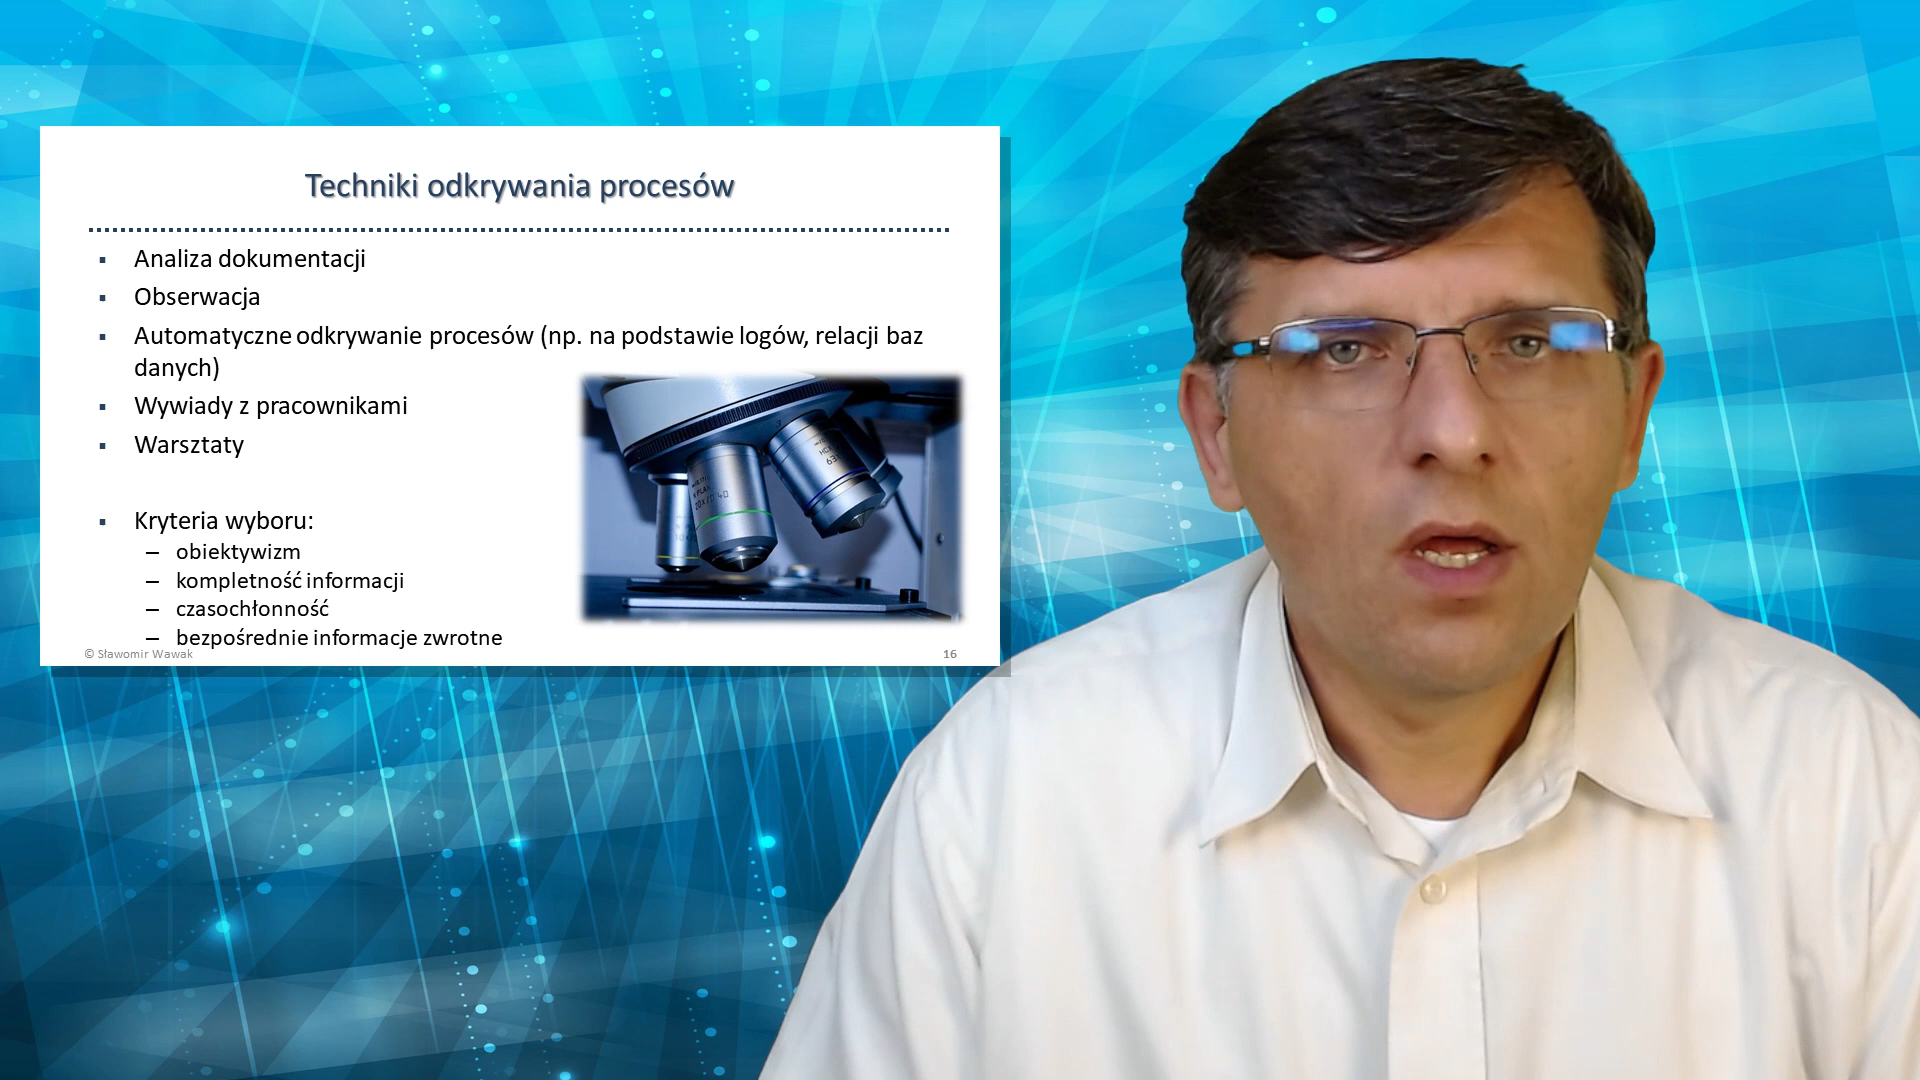 Techniki odkrywania procesów
▪ Analiza dokumentacji
▪ Obserwacja
▪ Automatyczne odkrywanie procesów (np. na podstawie logów, relacji baz
danych)
▪ Wywiady z pracownikami
▪ Warsztaty
▪ Kryteria wyboru:
– obiektywizm
– kompletność informacji
– czasochłonność
– bezpośrednie informacje zwrotne
© Sławomir Wawak
16